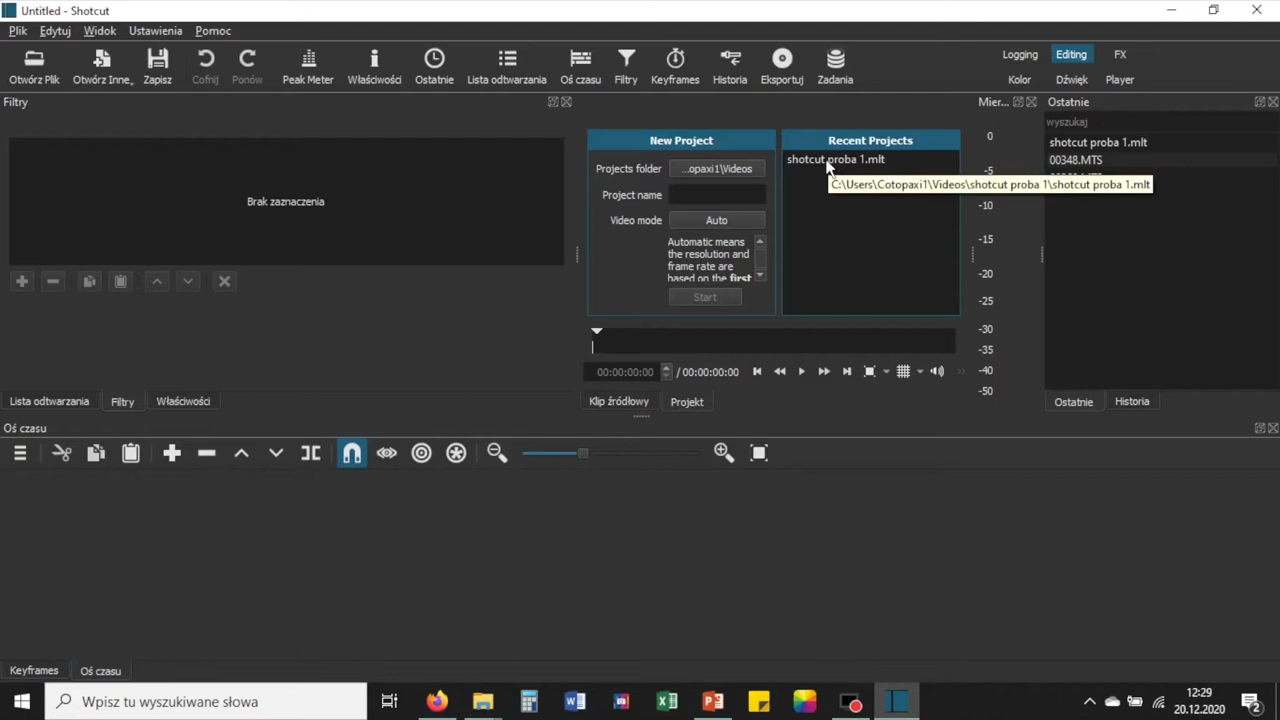 Untitled - Shotcut
Plik Edytuj Widok Ustawienia Pomoc
Otwórz Plik Otwórz Inne_ Zapisz Cofnij Ponów Peak Meter Właściwości Ostatnie Lista odtwarzania Oś czasu Filtry Keyframes Historia Eksportuj Zadania
Logging Editing FX
Kolor Dźwięk Player
Filtry
Mier...
Ostatnie
Brak zaznaczenia
New Project
Projects folder ...opaxi1\Videos
Project name
Video mode Auto
Automatic means
the resolution and
frame rate are
based on the first
Start
Recent Projects
shotcut proba 1.mlt
C:\Users\Cotopaxi1\Videos\shotcut proba 1\shotcut proba 1.mlt
0
-5
-10
-15
-20
-25
-30
-35
-40
-50
wyszukaj
shotcut proba 1.mlt
00348.MTS
00:00:00:00 / 00:00:00:00
Lista odtwarzania Filtry Właściwości
Klip źródłowy Projekt
Ostatnie Historia
Oś czasu
Keyframes Oś czasu
Wpisz tu wyszukiwane słowa
12:29
20.12.2020
2